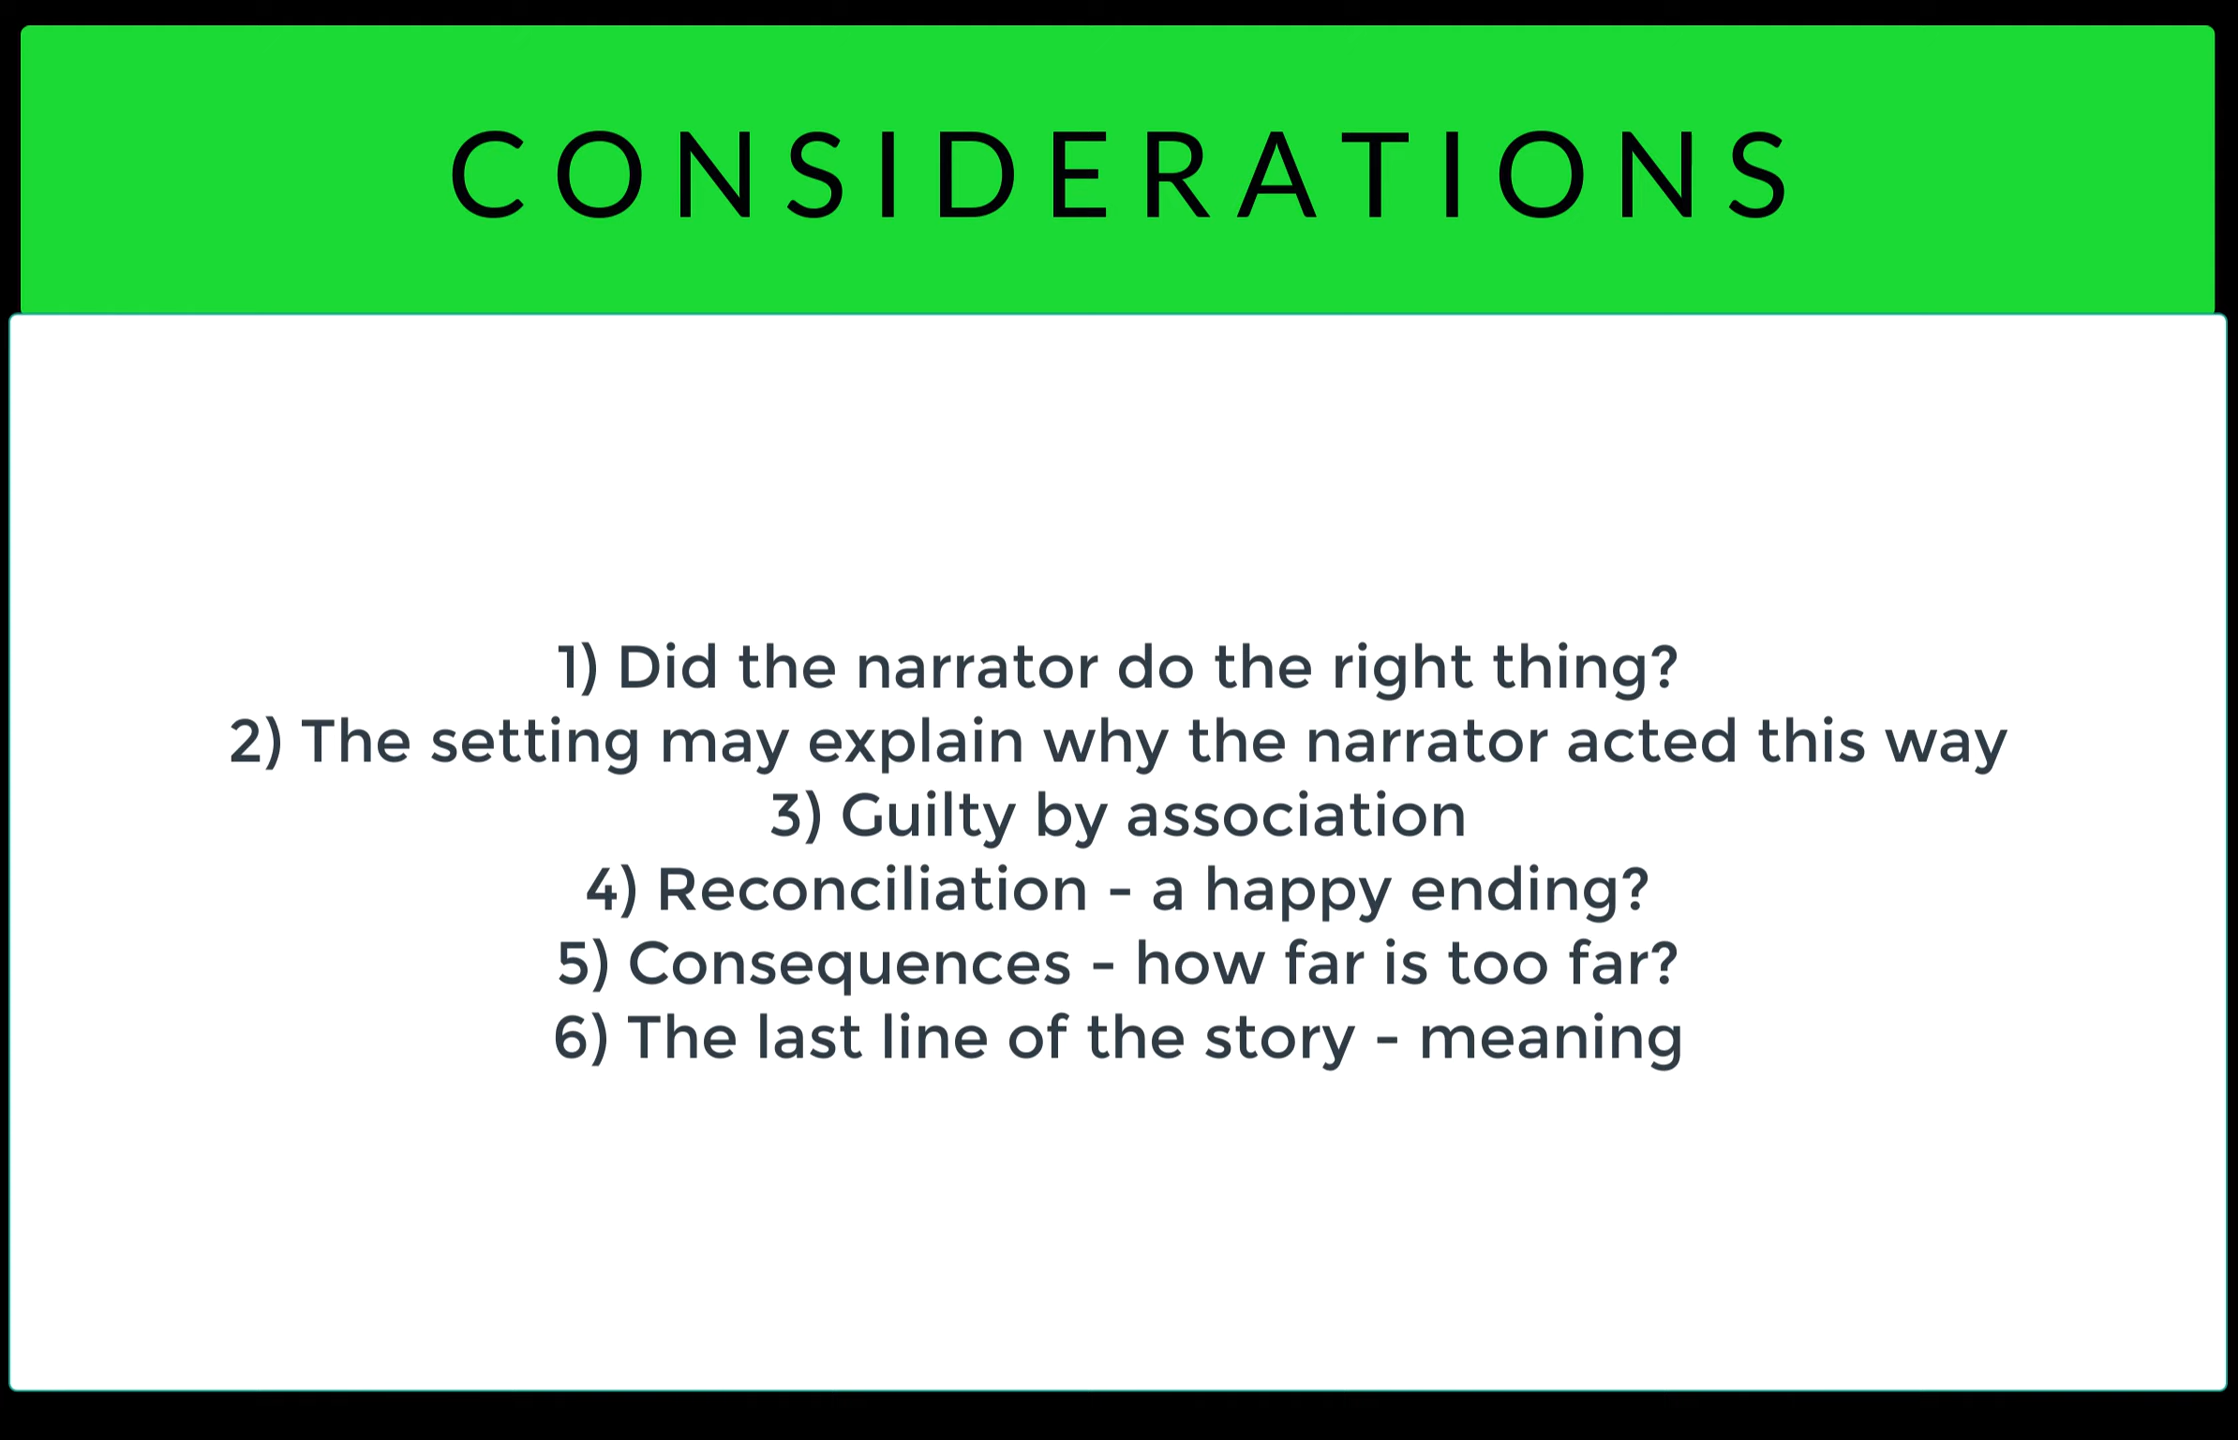 CONSIDERATIONS
1) Did the narrator do the right thing?
2) The setting may explain why the narrator acted this way
3) Guilty by association
4) Reconciliation - a happy ending?
5) Consequences - how far is too far?
6) The last line of the story - meaning